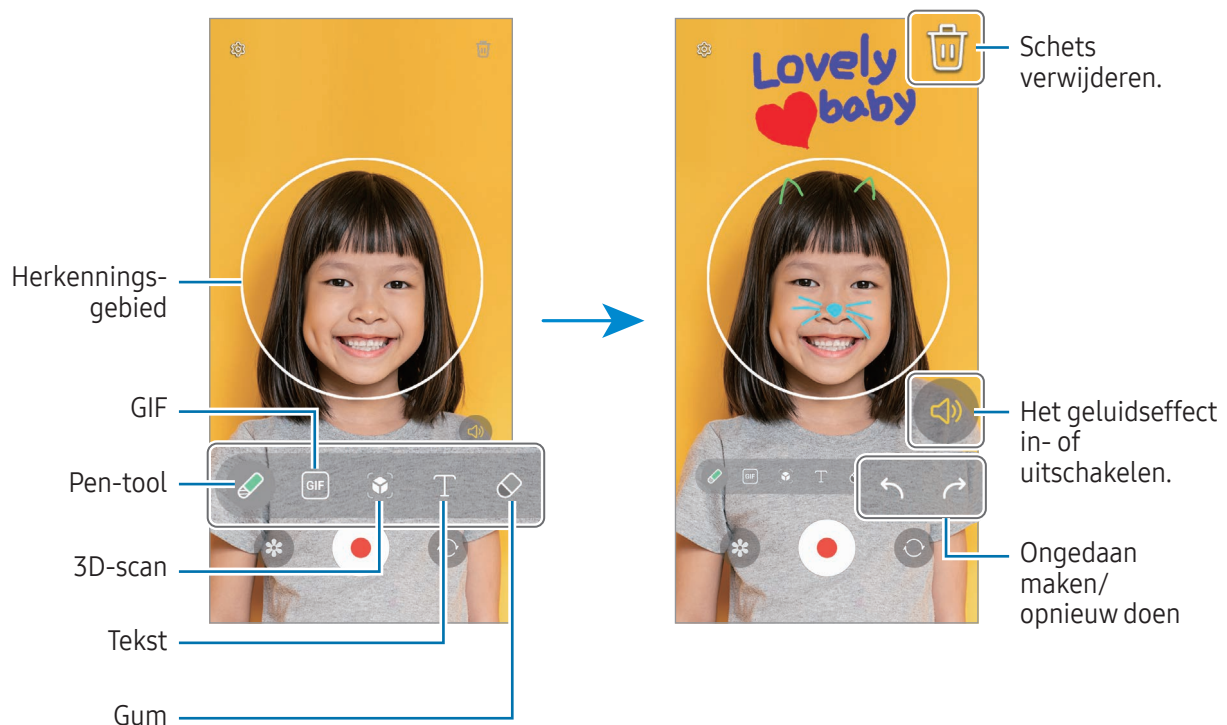 Herkennings-
gebied
GIF
Pen-tool
3D-scan
Tekst
Gum
GIF
Lovely
baby
GIF
Schets
verwijderen.
Het geluidseffect
in- of
uitschakelen.
Ongedaan
maken/
opnieuw doen